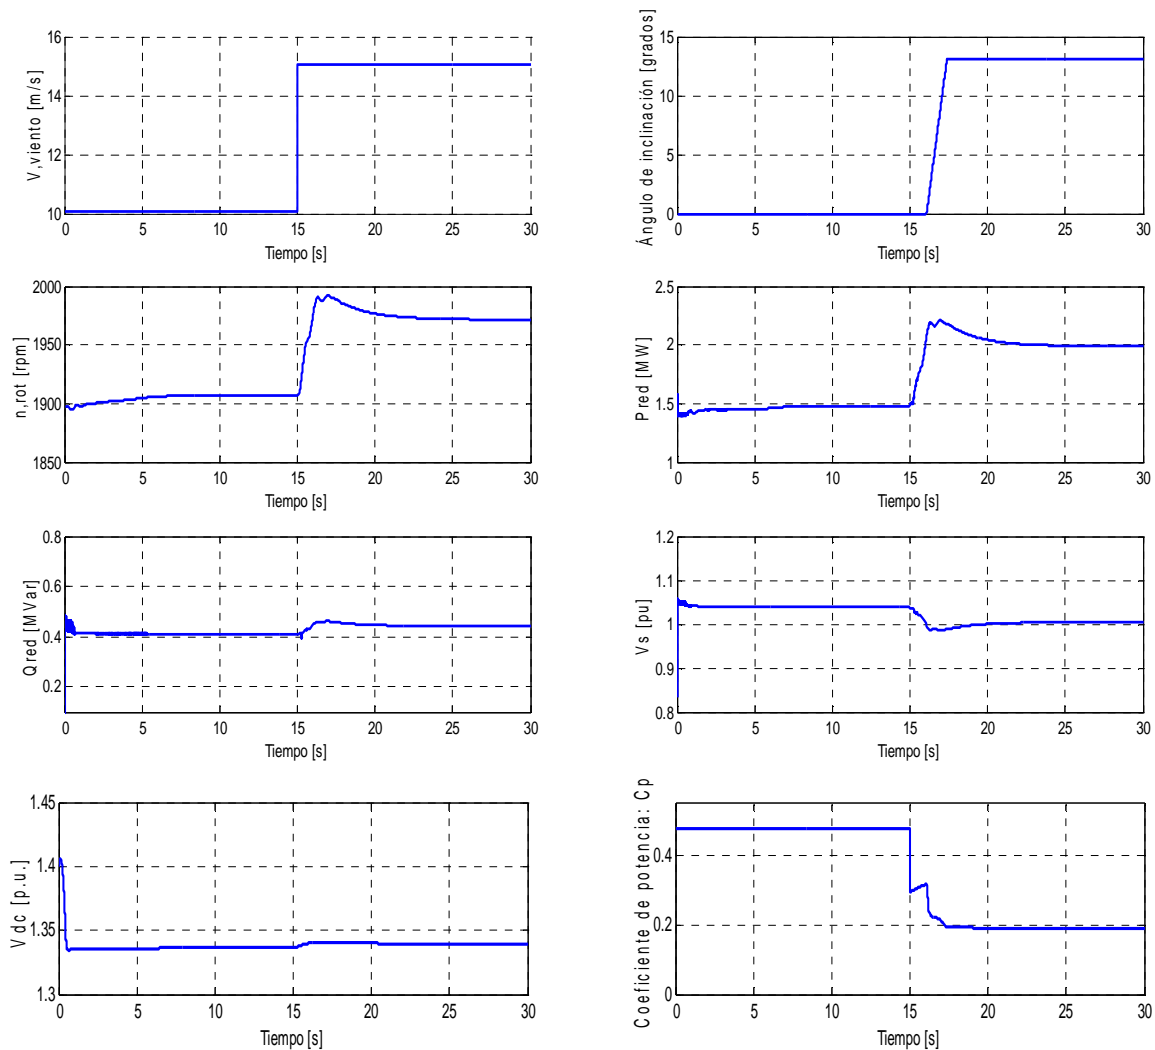 V,viento [m/s]
16
14
12
10
0 5 10 15 20 25 30
Tiempo [s]
Ángulo de inclinación [grados]
15
10
5
0
0 5 10 15 20 25 30
Tiempo [s]
n,rot [rpm]
2000
1950
1900
1850
0 5 10 15 20 25 30
Tiempo [s]
Pred [MW]
2.5
2
1.5
1
0 5 10 15 20 25 30
Tiempo [s]
Qred [MVar]
0.8
0.6
0.4
0.2
0 5 10 15 20 25 30
Tiempo [s]
Vs [pu]
1.2
1.1
1
0.9
0.8
0 5 10 15 20 25 30
Tiempo [s]
Vdc [p.u.]
1.45
1.4
1.35
1.3
0 5 10 15 20 25 30
Tiempo [s]
Coeficiente de potencia: Cp
0.4
0.2
0
0 5 10 15 20 25 30
Tiempo [s]